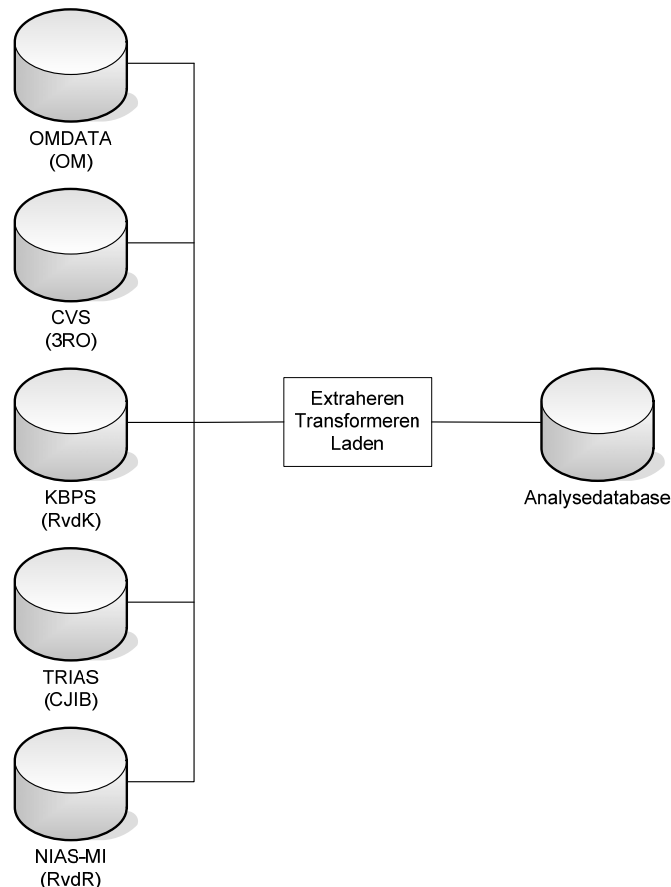 OMDATA
(OM)
CVS
(3RO)
KBPS
(RvdK)
TRIAS
(CJIB)
NIAS-MI
(RvdR)
Extraheren
Transformeren
Laden
Analysedatabase